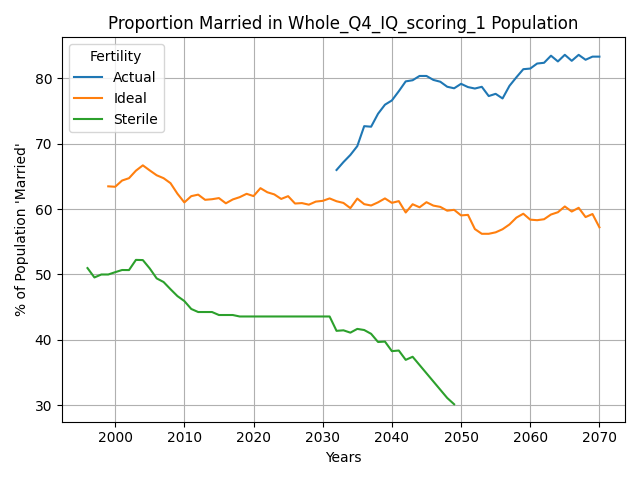 Proportion Married in Whole_Q4_IQ_scoring_1 Population
Fertility
Actual
Ideal
Sterile
% of Population 'Married'
80
70
60
50
40
30
2000
2010
2020
2030
2040
2050
2060
2070
Years